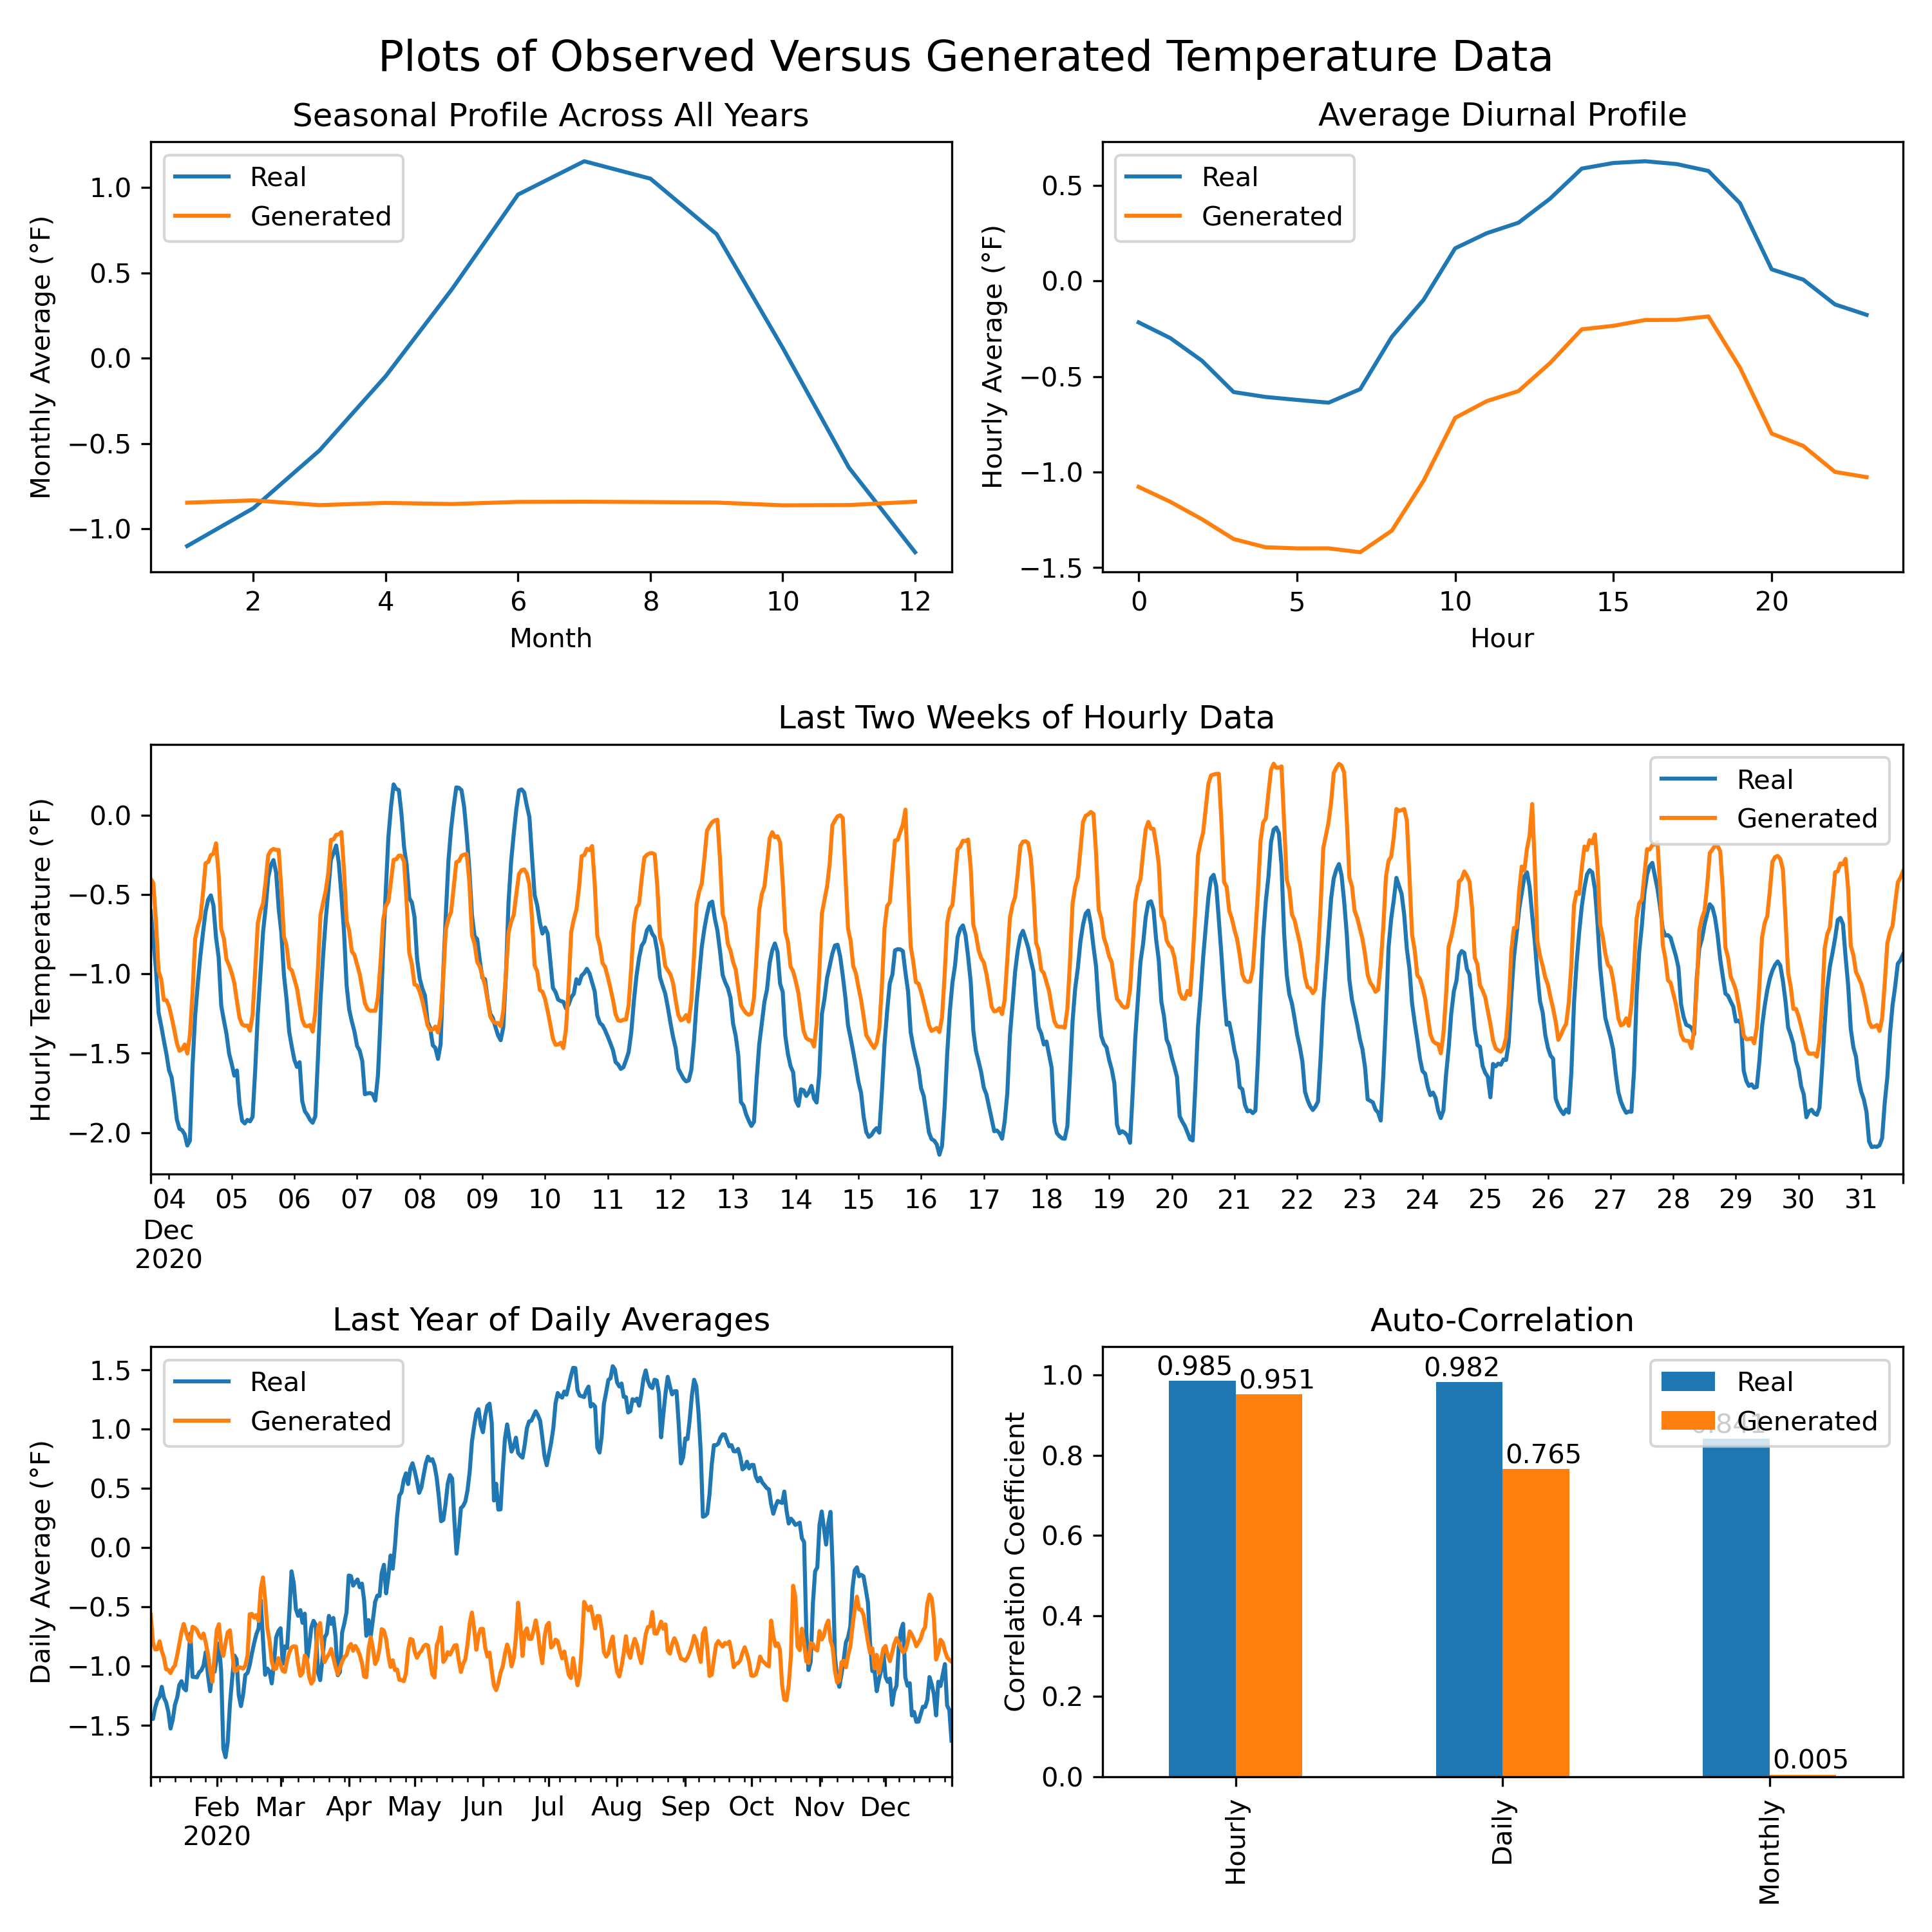 Plots of Observed Versus Generated Temperature Data
Seasonal Profile Across All Years
Monthly Average (°F)
1.0
0.5
0.0
−0.5
−1.0
Real
Generated
2 4 6 8 10 12
Month
Average Diurnal Profile
Hourly Average (°F)
0.5
0.0
−0.5
−1.0
−1.5
Real
Generated
0 5 10 15 20
Hour
Last Two Weeks of Hourly Data
Hourly Temperature (°F)
0.0
−0.5
−1.0
−1.5
−2.0
Real
Generated
04 05 06 07 08 09 10 11 12 13 14 15 16 17 18 19 20 21 22 23 24 25 26 27 28 29 30 31
Dec
2020
Last Year of Daily Averages
Daily Average (°F)
1.5
1.0
0.5
0.0
−0.5
−1.0
−1.5
Real
Generated
Feb Mar Apr May Jun Jul Aug Sep Oct Nov Dec
2020
Auto-Correlation
Correlation Coefficient
1.0
0.8
0.6
0.4
0.2
0.0
0.985
0.951
0.982
0.765
0.005
Real
Generated
Hourly
Daily
Monthly